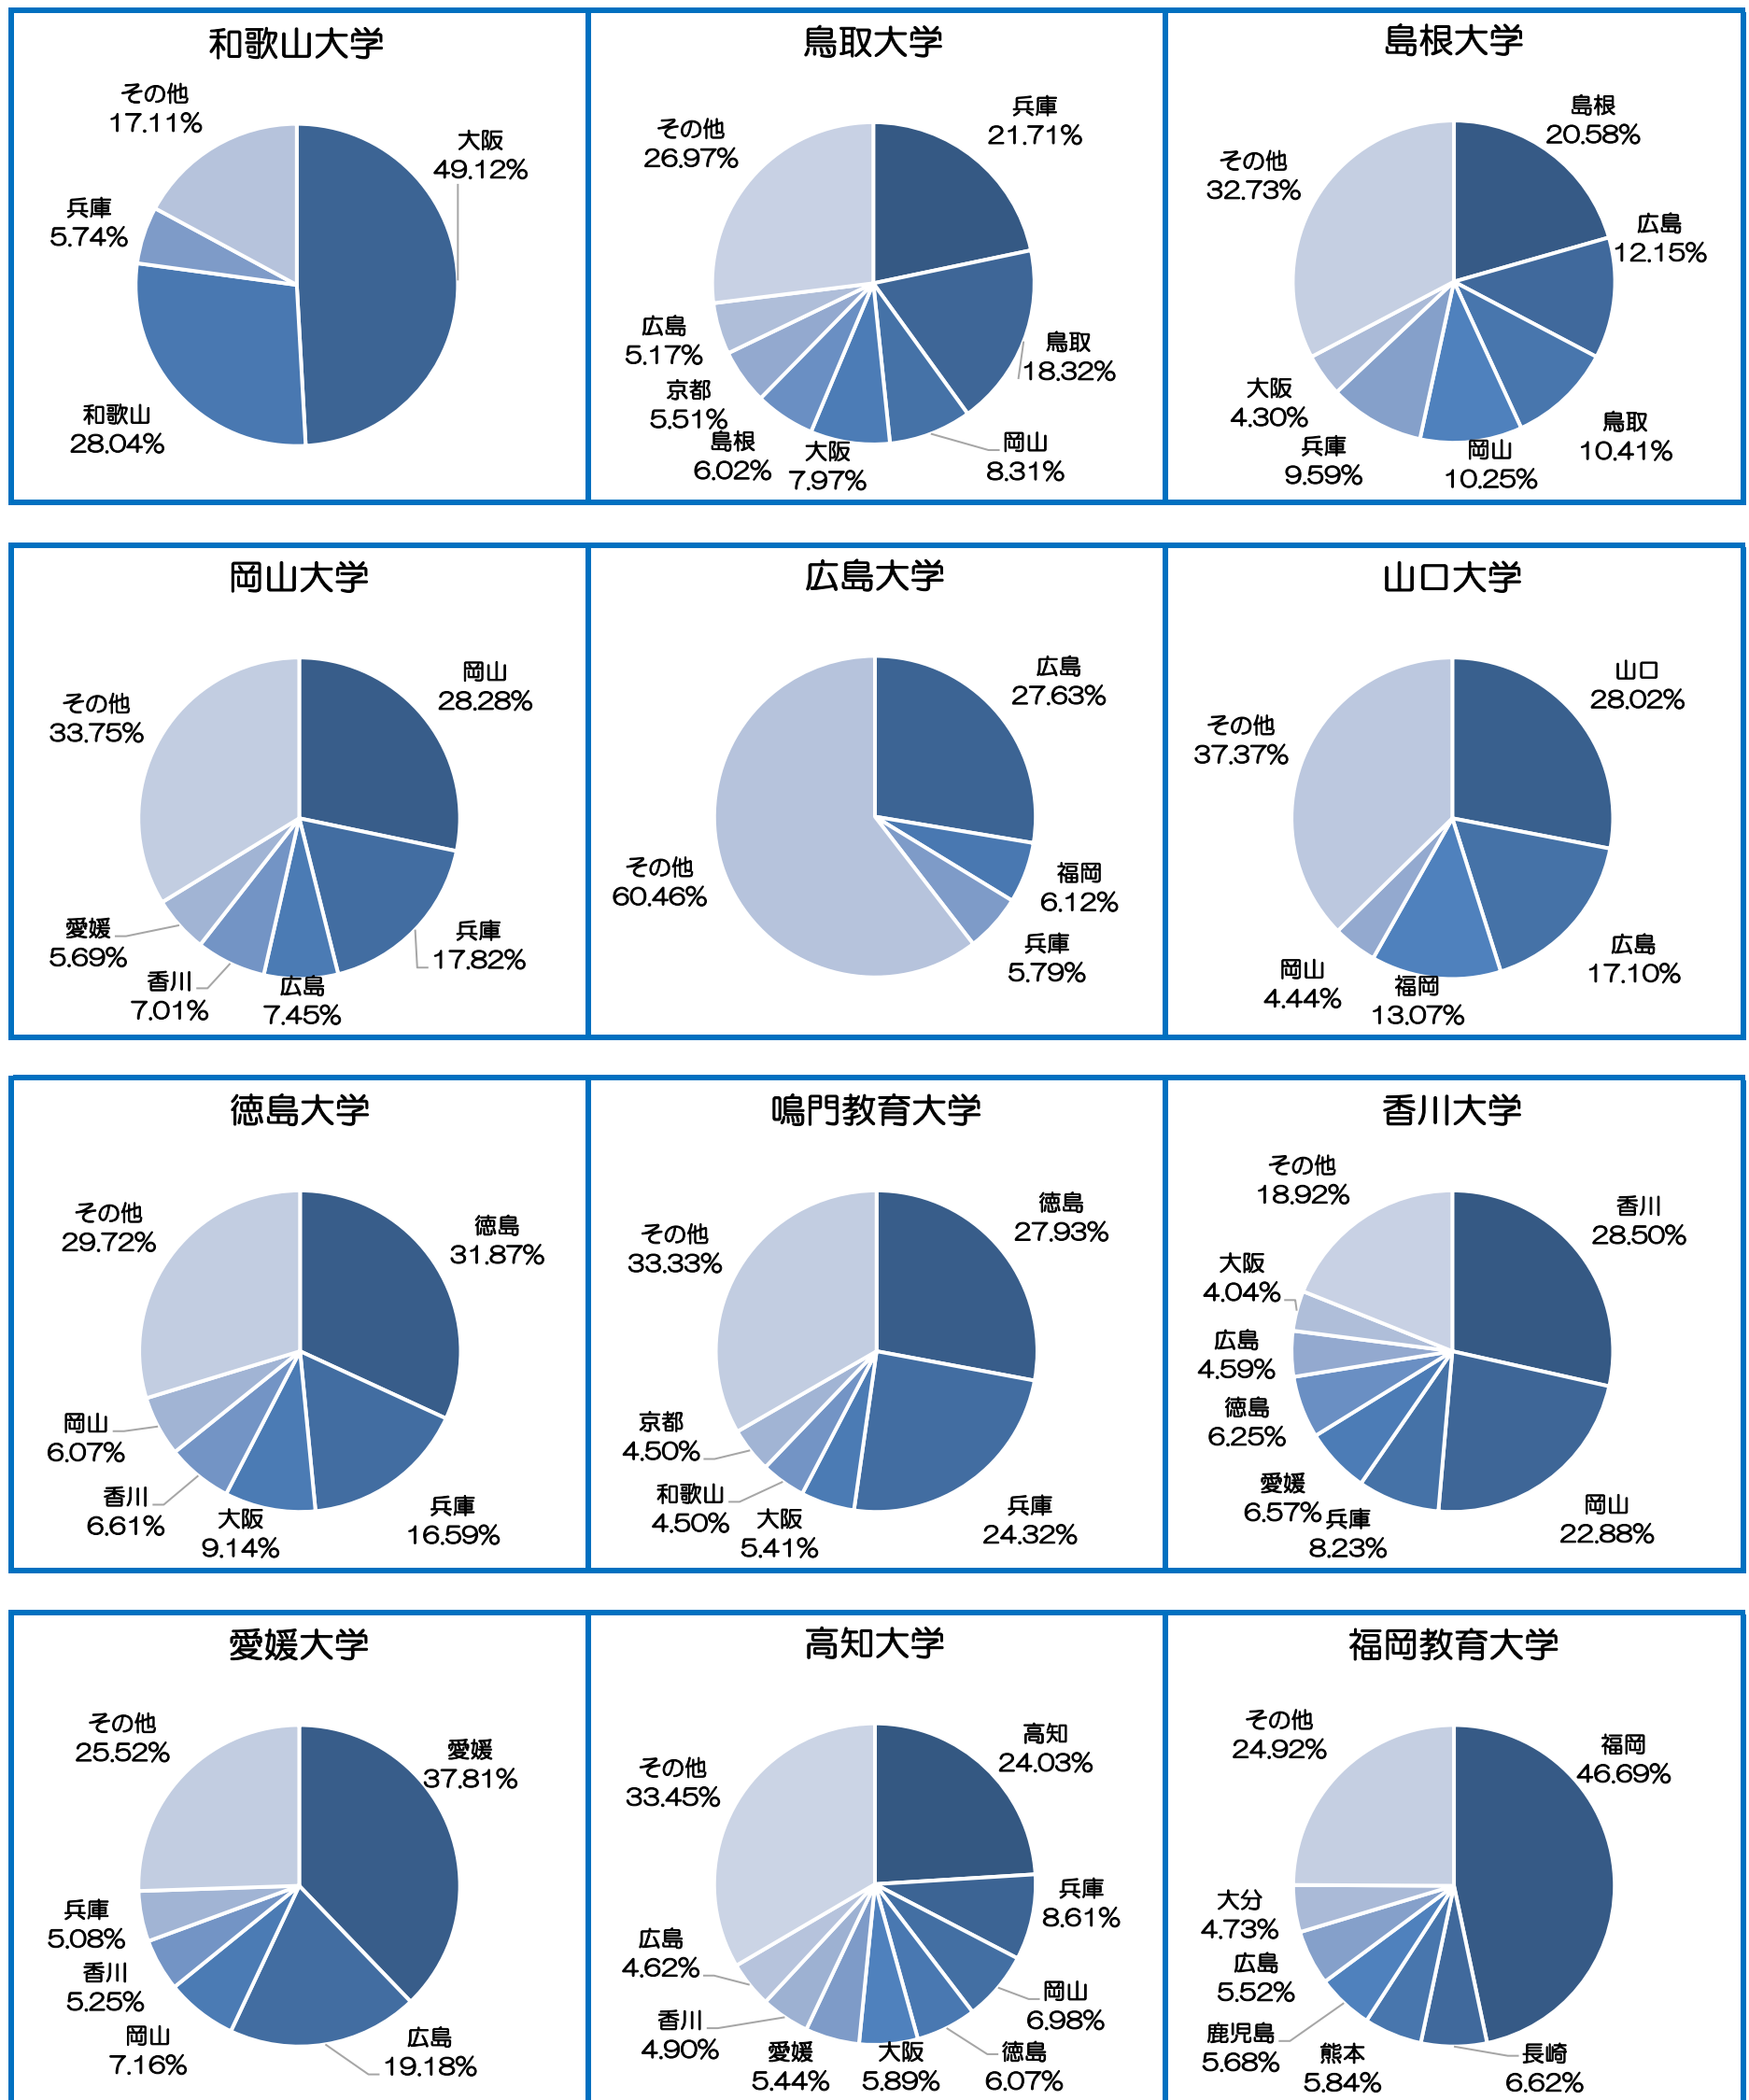 和歌山大学
その他
17.11%
大阪
49.12%
兵庫
5.74%
和歌山
28.04%
鳥取大学
兵庫
21.71%
その他
26.97%
広島
5.17%
鳥取
18.32%
京都
5.51%
島根
6.02%
大阪
7.97%
岡山
8.31%
島根大学
島根
20.58%
その他
32.73%
広島
12.15%
大阪
4.30%
鳥取
10.41%
兵庫
9.59%
岡山
10.25%
岡山大学
岡山
28.28%
その他
33.75%
愛媛
5.69%
兵庫
17.82%
香川
7.01%
広島
7.45%
広島大学
広島
27.63%
その他
60.46%
福岡
6.12%
兵庫
5.79%
山口大学
山口
28.02%
その他
37.37%
広島
17.10%
岡山
4.44%
福岡
13.07%
徳島大学
その他
29.72%
徳島
31.87%
岡山
6.07%
香川
6.61%
大阪
9.14%
兵庫
16.59%
鳴門教育大学
徳島
27.93%
その他
33.33%
京都
4.50%
和歌山
4.50%
大阪
5.41%
兵庫
24.32%
香川大学
その他
18.92%
香川
28.50%
大阪
4.04%
広島
4.59%
徳島
6.25%
愛媛
6.57%
兵庫
8.23%
岡山
22.88%
愛媛大学
その他
25.52%
愛媛
37.81%
兵庫
5.08%
香川
5.25%
岡山
7.16%
広島
19.18%
高知大学
高知
24.03%
その他
33.45%
兵庫
8.61%
広島
4.62%
岡山
6.98%
香川
4.90%
愛媛
5.44%
大阪
5.89%
徳島
6.07%
福岡教育大学
その他
24.92%
福岡
46.69%
大分
4.73%
広島
5.52%
鹿児島
5.68%
熊本
5.84%
長崎
6.62%